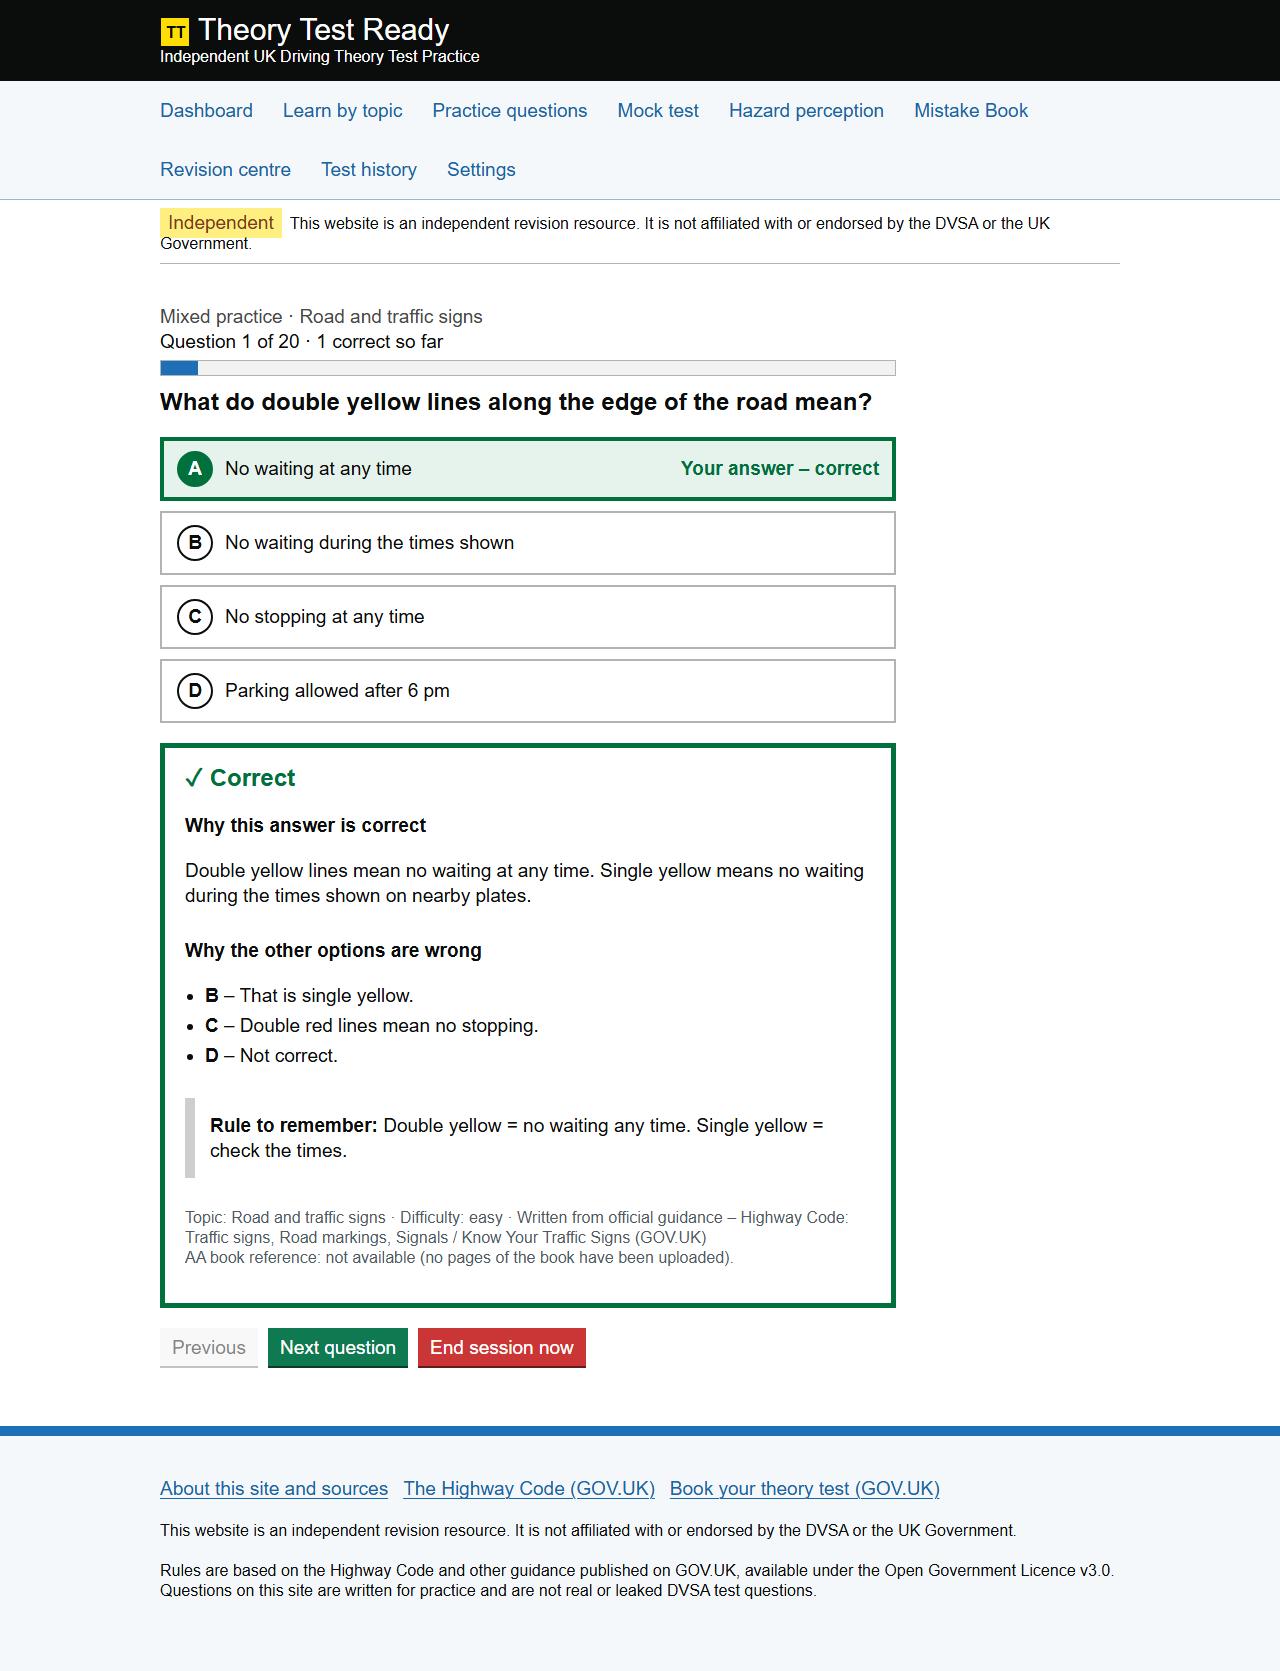 TT Theory Test Ready
Independent UK Driving Theory Test Practice
Dashboard Learn by topic Practice questions Mock test Hazard perception Mistake Book
Revision centre Test history Settings
Independent This website is an independent revision resource. It is not affiliated with or endorsed by the DVSA or the UK
Government.
Mixed practice · Road and traffic signs
Question 1 of 20 · 1 correct so far
What do double yellow lines along the edge of the road mean?
A No waiting at any time Your answer – correct
B No waiting during the times shown
C No stopping at any time
D Parking allowed after 6 pm
✓ Correct
Why this answer is correct
Double yellow lines mean no waiting at any time. Single yellow means no waiting
during the times shown on nearby plates.
Why the other options are wrong
• B – That is single yellow.
• C – Double red lines mean no stopping.
• D – Not correct.
Rule to remember: Double yellow = no waiting any time. Single yellow =
check the times.
Topic: Road and traffic signs · Difficulty: easy · Written from official guidance – Highway Code:
Traffic signs, Road markings, Signals / Know Your Traffic Signs (GOV.UK)
AA book reference: not available (no pages of the book have been uploaded).
Previous Next question End session now
About this site and sources The Highway Code (GOV.UK) Book your theory test (GOV.UK)
This website is an independent revision resource. It is not affiliated with or endorsed by the DVSA or the UK Government.
Rules are based on the Highway Code and other guidance published on GOV.UK, available under the Open Government Licence v3.0.
Questions on this site are written for practice and are not real or leaked DVSA test questions.